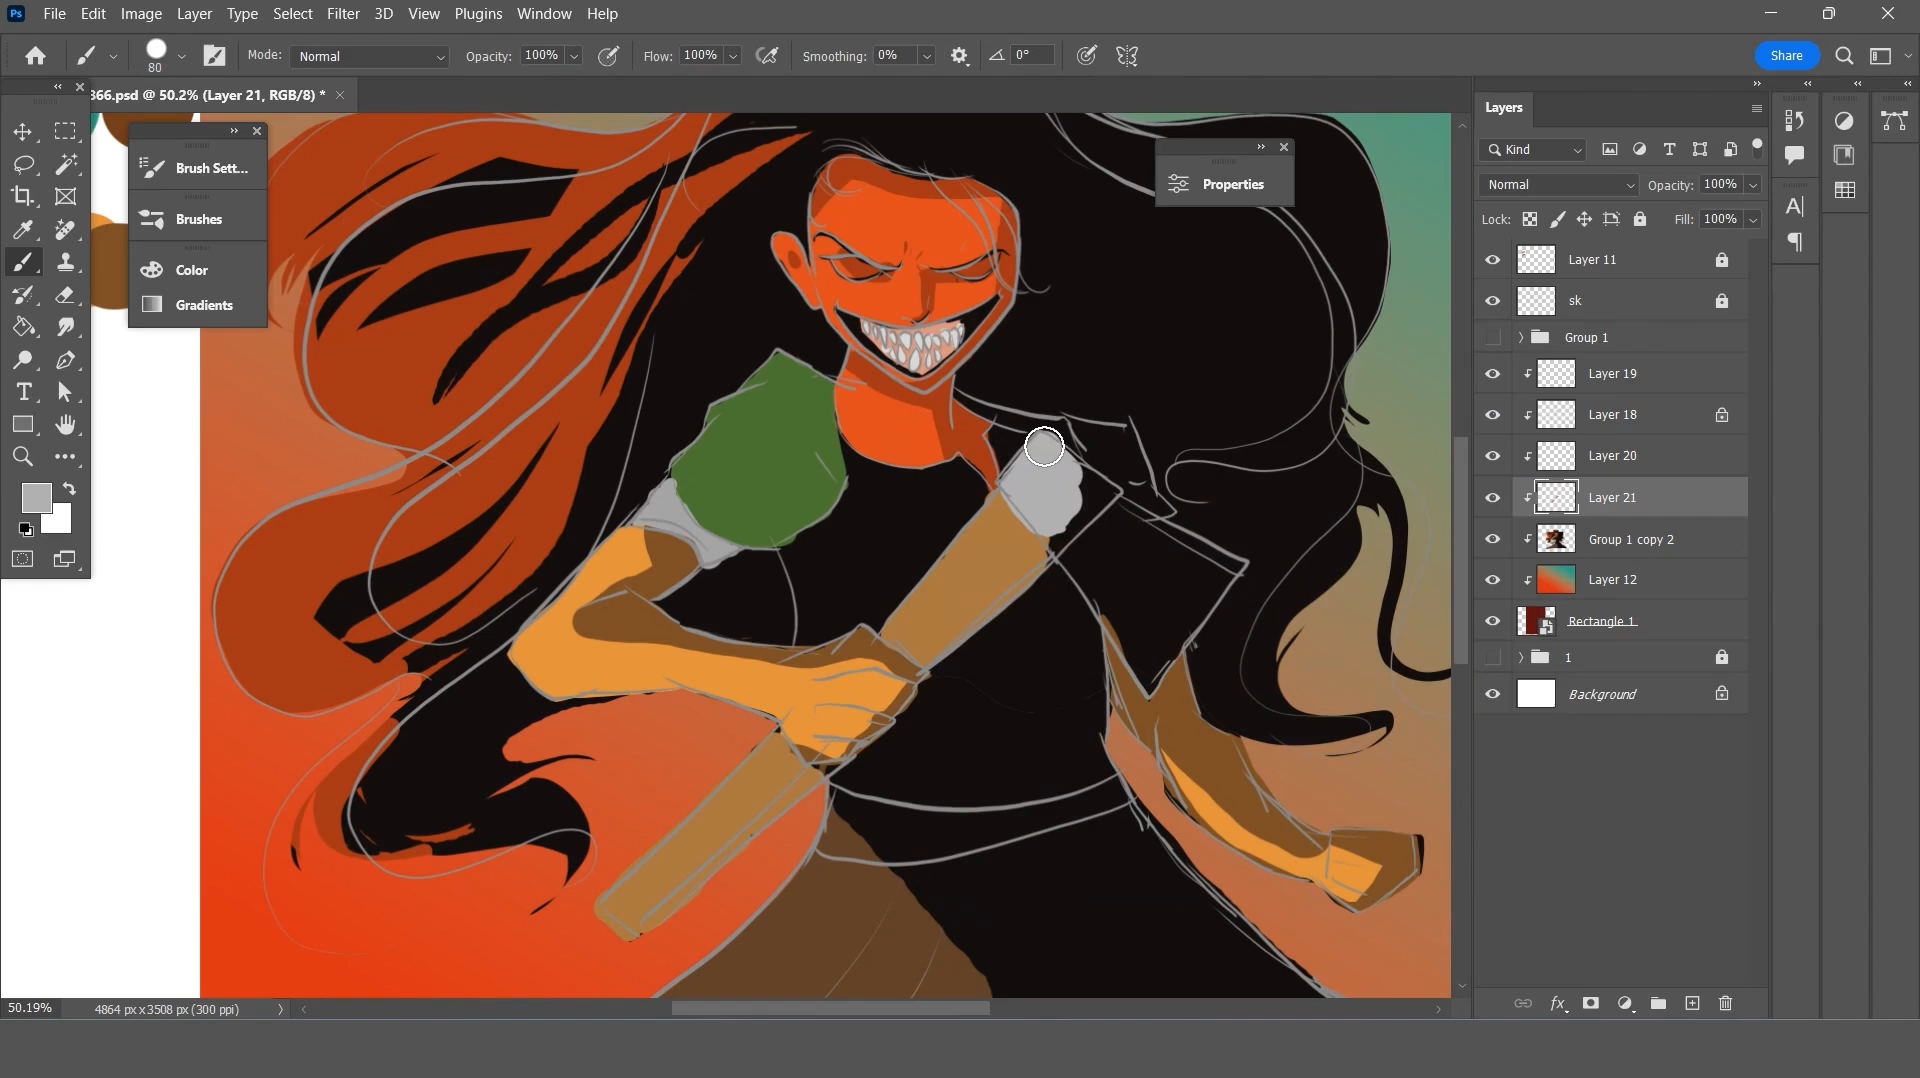 Ps File Edit Image Layer Type Select Filter 3D View Plugins Window Help
80 Mode: Normal Opacity: 100% Flow: 100% Smoothing: 0% 0° Share
366.psd @ 50.2% (Layer 21, RGB/8) *
Layers
Brush Sett...
Brushes
Color
Gradients
Properties
Kind
Normal Opacity: 100%
Lock: Fill: 100%
Layer 11
sk
Group 1
Layer 19
Layer 18
Layer 20
Layer 21
Group 1 copy 2
Layer 12
Rectangle 1
1
Background
fx
50.19% 4864 px x 3508 px (300 ppi)